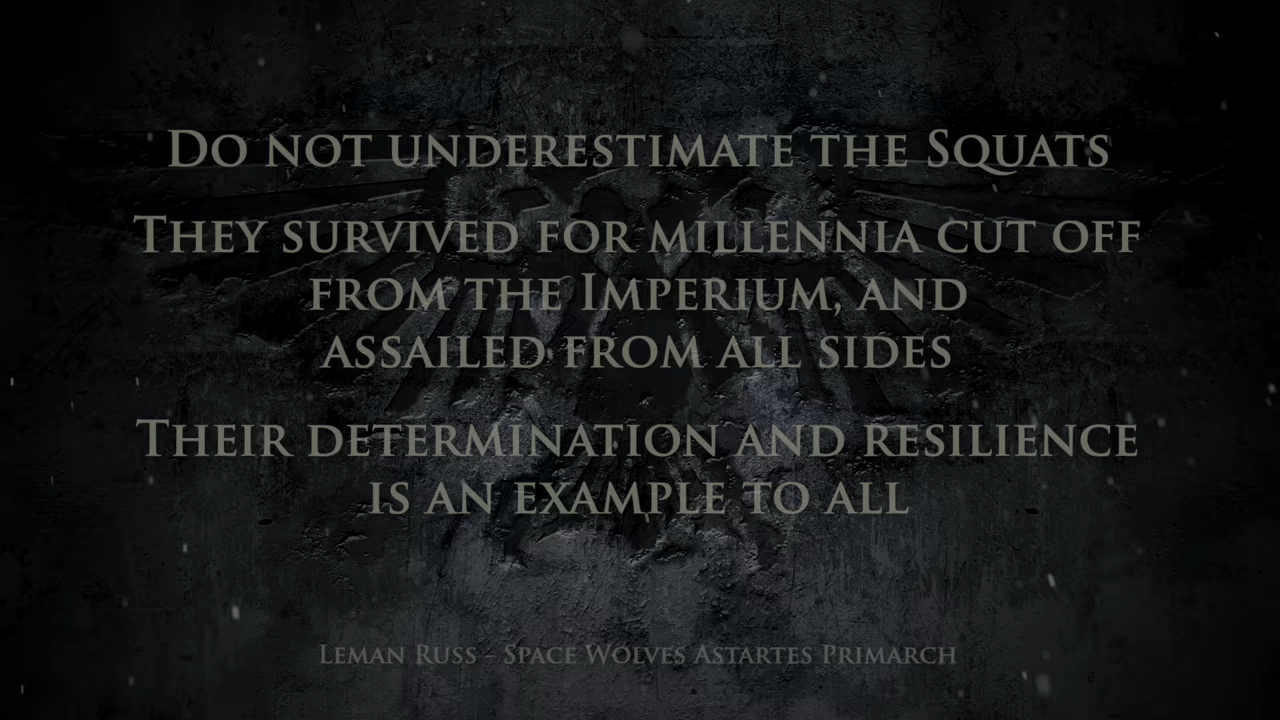 Do not underestimate the Squats
They survived for millennia cut off
from the Imperium, and
assailed from all sides
Their determination and resilience
is an example to all
Leman Russ - Space Wolves Astartes Primarch